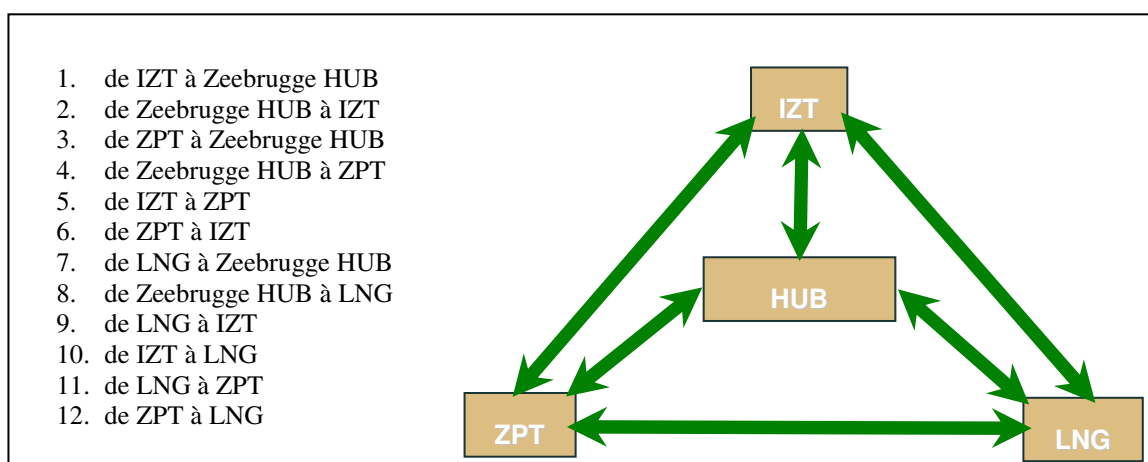 1. de IZT à Zeebrugge HUB
2. de Zeebrugge HUB à IZT
3. de ZPT à Zeebrugge HUB
4. de Zeebrugge HUB à ZPT
5. de IZT à ZPT
6. de ZPT à IZT
7. de LNG à Zeebrugge HUB
8. de Zeebrugge HUB à LNG
9. de LNG à IZT
10. de IZT à LNG
11. de LNG à ZPT
12. de ZPT à LNG
IZT
HUB
ZPT
LNG